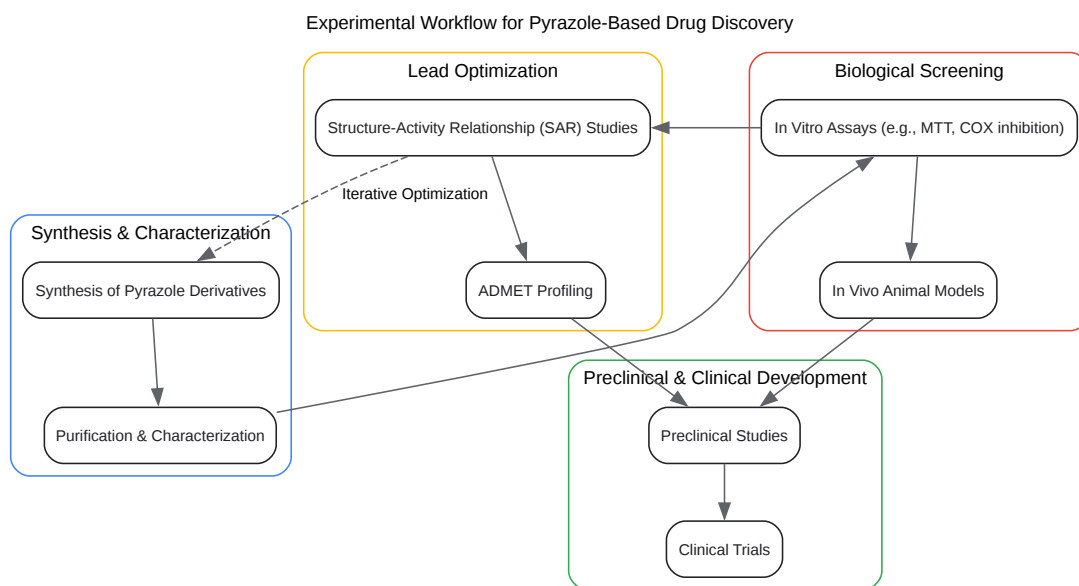 Experimental Workflow for Pyrazole-Based Drug Discovery
Lead Optimization
Biological Screening
Structure-Activity Relationship (SAR) Studies
In Vitro Assays (e.g., MTT, COX inhibition)
Iterative Optimization
Synthesis & Characterization
Synthesis of Pyrazole Derivatives
ADMET Profiling
In Vivo Animal Models
Preclinical & Clinical Development
Purification & Characterization
Preclinical Studies
Clinical Trials